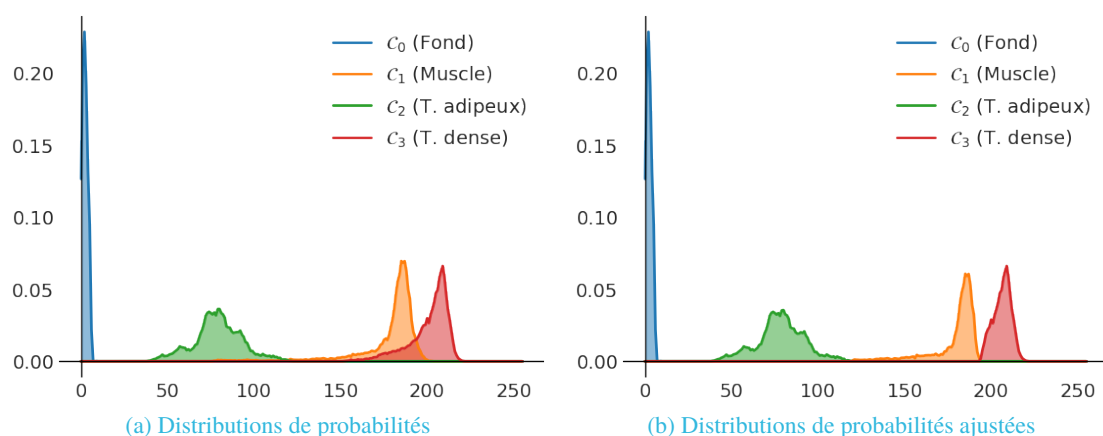 C₀ (Fond)
C₁ (Muscle)
C₂ (T. adipeux)
C₃ (T. dense)
0.20
0.15
0.10
0.05
0.00
0 50 100 150 200 250
(a) Distributions de probabilités
C₀ (Fond)
C₁ (Muscle)
C₂ (T. adipeux)
C₃ (T. dense)
0.20
0.15
0.10
0.05
0.00
0 50 100 150 200 250
(b) Distributions de probabilités ajustées